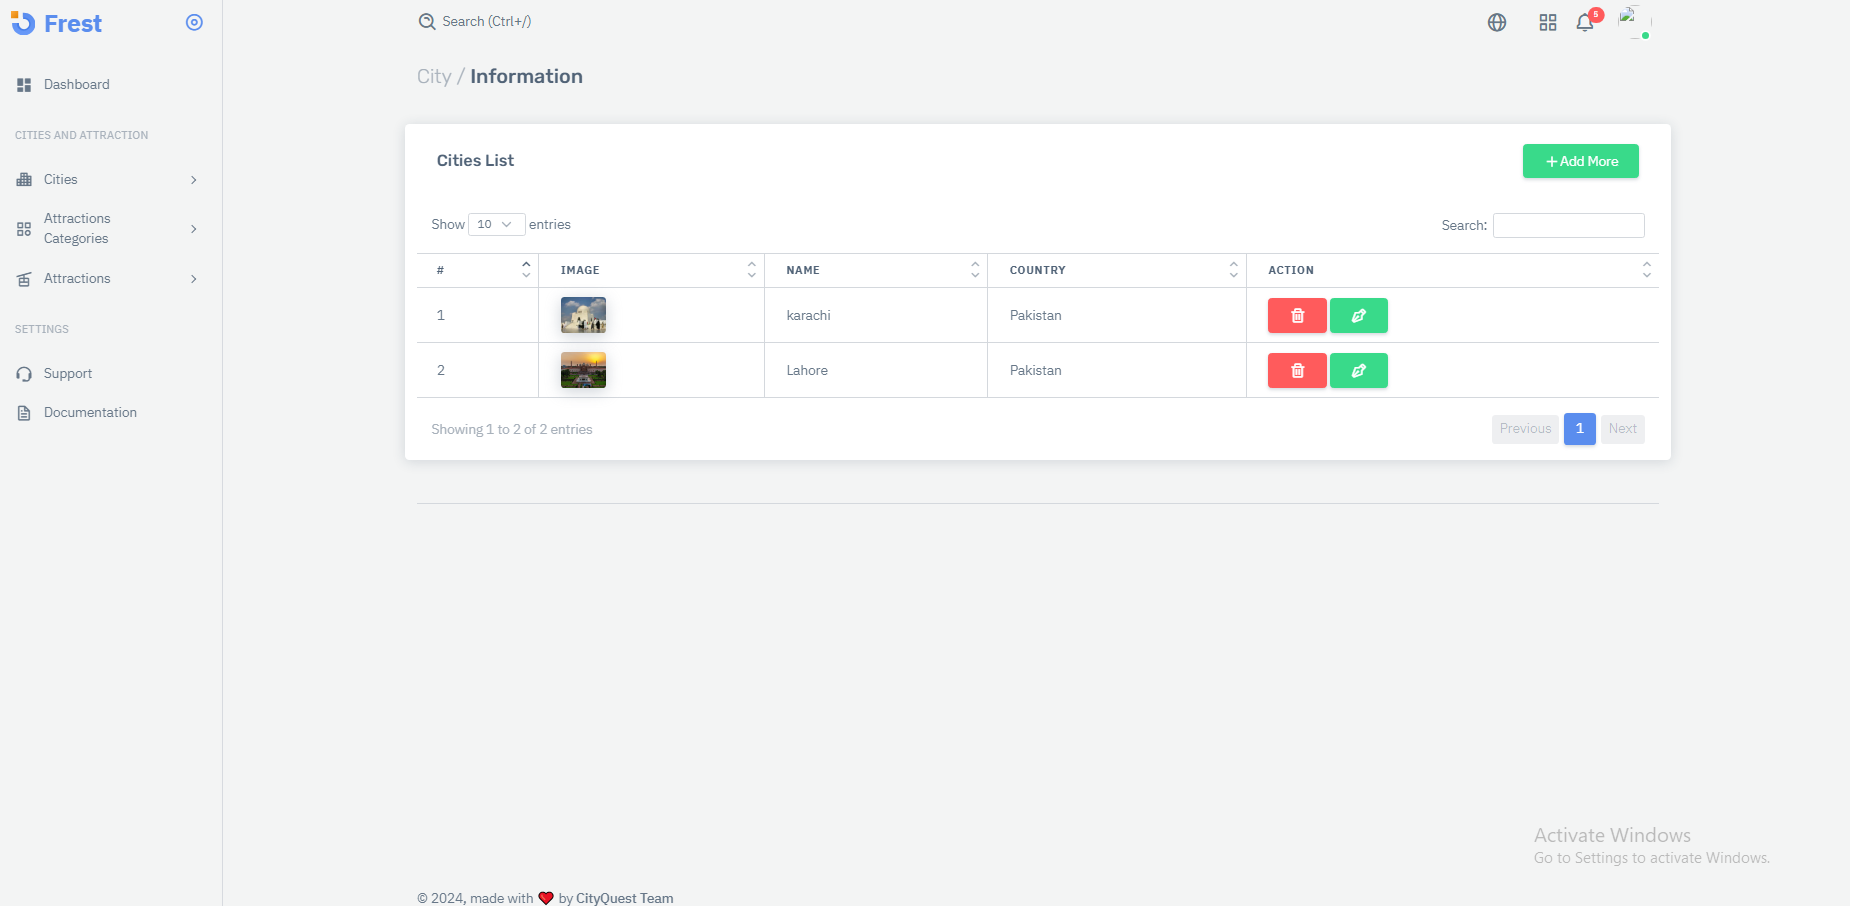 Frest
Search (Ctrl+/)
5
Dashboard
City / Information
CITIES AND ATTRACTION
Cities List
+ Add More
Cities
Attractions
Categories
Show 10 entries
Search:
# IMAGE NAME COUNTRY ACTION
Attractions
1 karachi Pakistan
SETTINGS
2 Lahore Pakistan
Support
Documentation
Showing 1 to 2 of 2 entries
Previous 1 Next
Activate Windows
Go to Settings to activate Windows.
© 2024, made with ❤️ by CityQuest Team